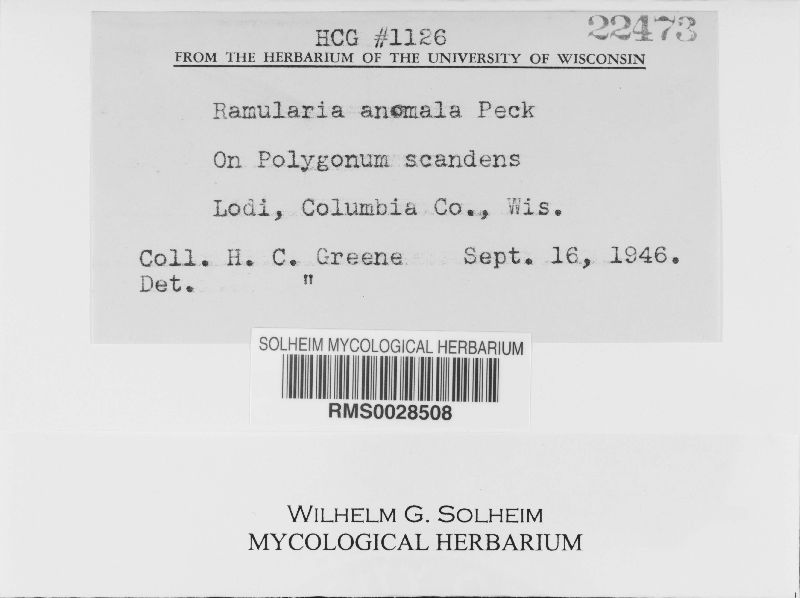 HCG #1126
22473
FROM THE HERBARIUM OF THE UNIVERSITY OF WISCONSIN
Ramularia anomala Peck
On Polygonum scandens
Lodi, Columbia Co., Wis.
Coll. H. C. Greene Sept. 16, 1946.
Det. "
SOLHEIM MYCOLOGICAL HERBARIUM
RMS0028508
WILHELM G. SOLHEIM
MYCOLOGICAL HERBARIUM